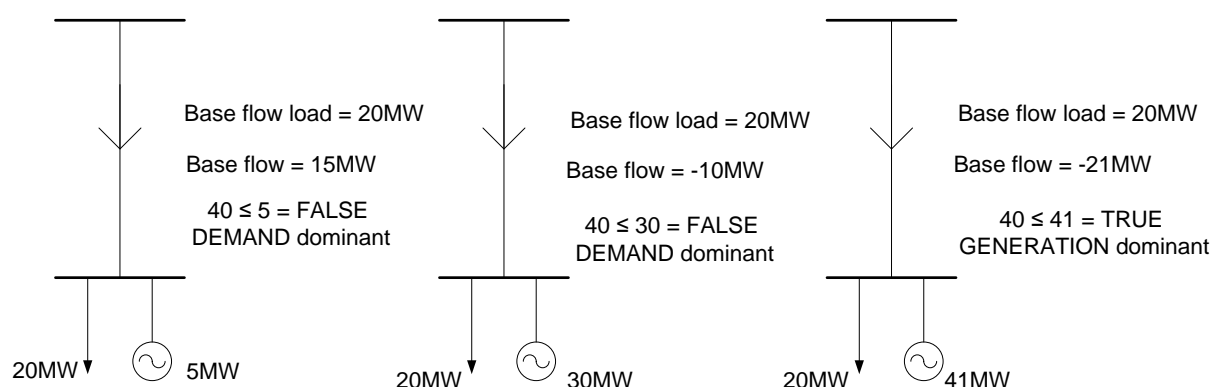 Base flow load = 20MW
Base flow = 15MW
40 ≤ 5 = FALSE
DEMAND dominant
20MW
5MW
Base flow load = 20MW
Base flow = -10MW
40 ≤ 30 = FALSE
DEMAND dominant
20MW
30MW
Base flow load = 20MW
Base flow = -21MW
40 ≤ 41 = TRUE
GENERATION dominant
20MW
41MW